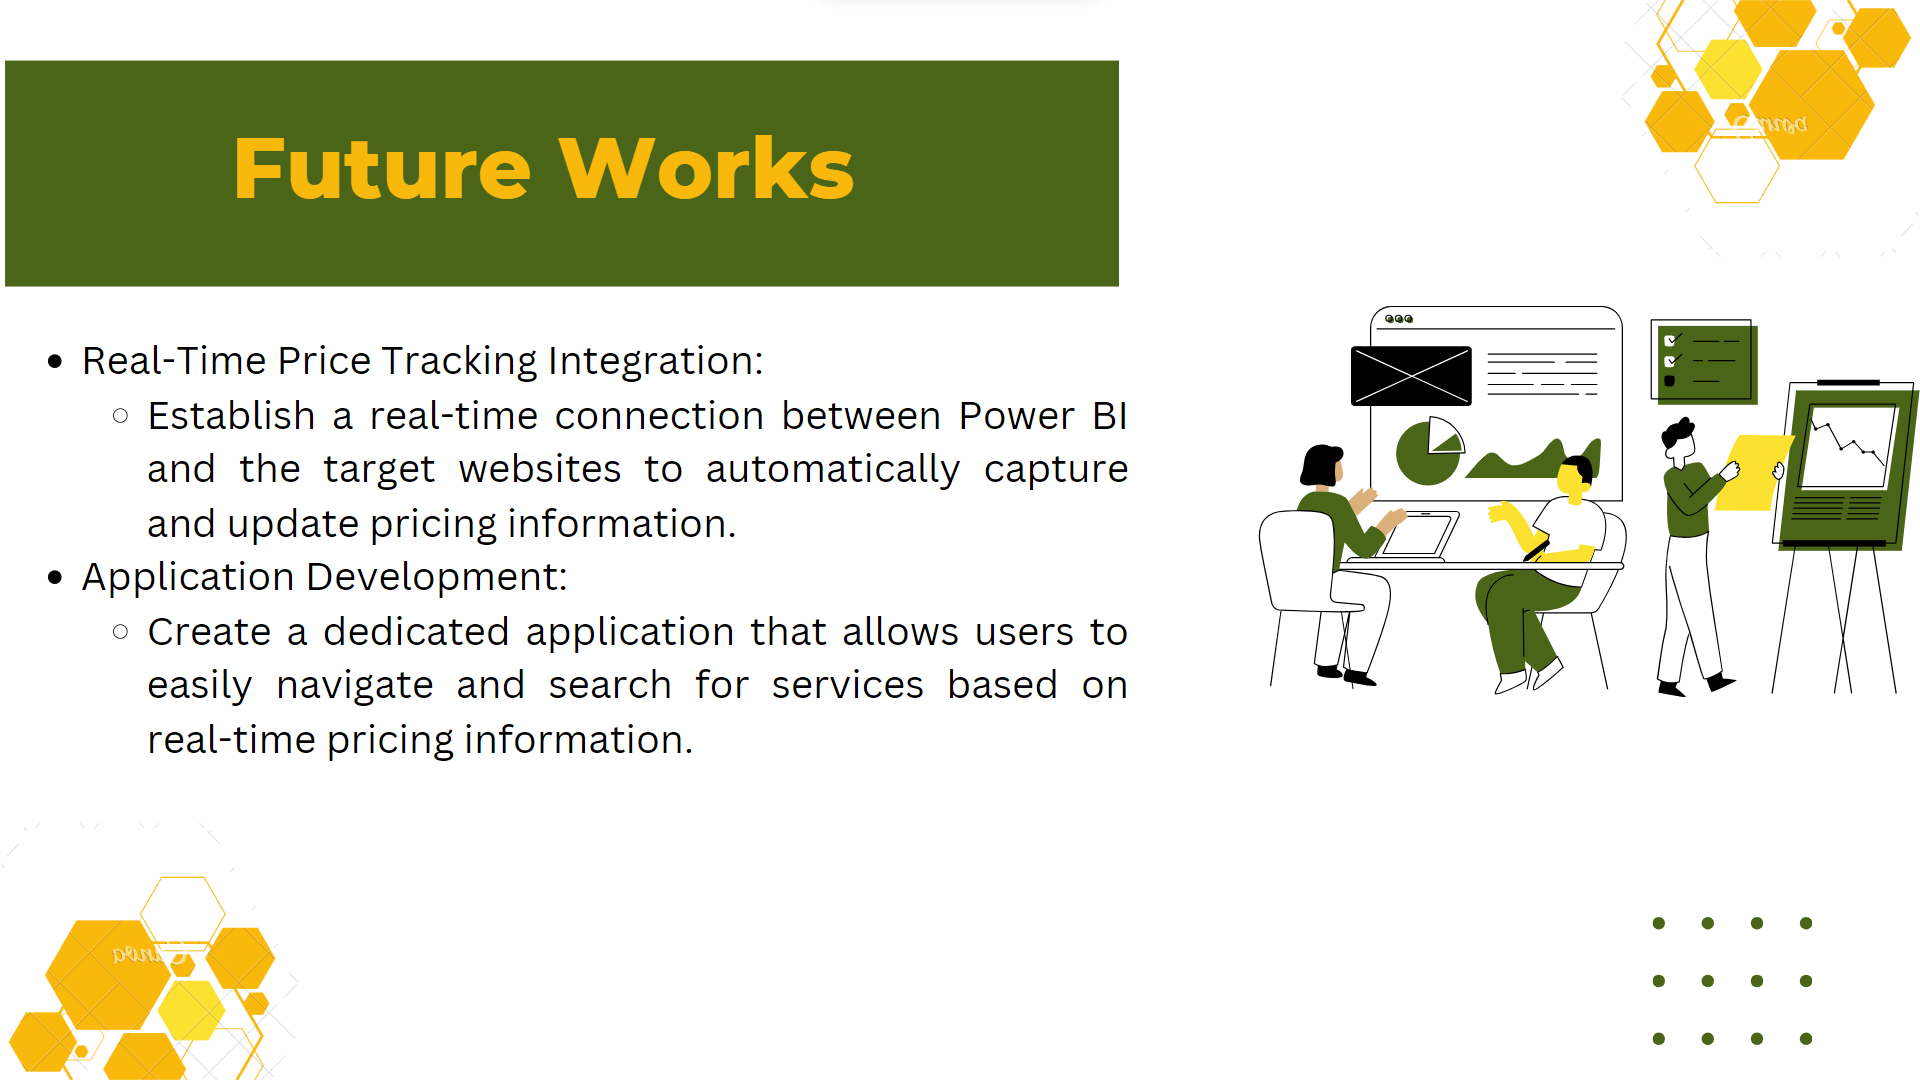 Future Works
Real-Time Price Tracking Integration:
Establish a real-time connection between Power BI
and the target websites to automatically capture
and update pricing information.
Application Development:
Create a dedicated application that allows users to
easily navigate and search for services based on
real-time pricing information.
Canva
Canva